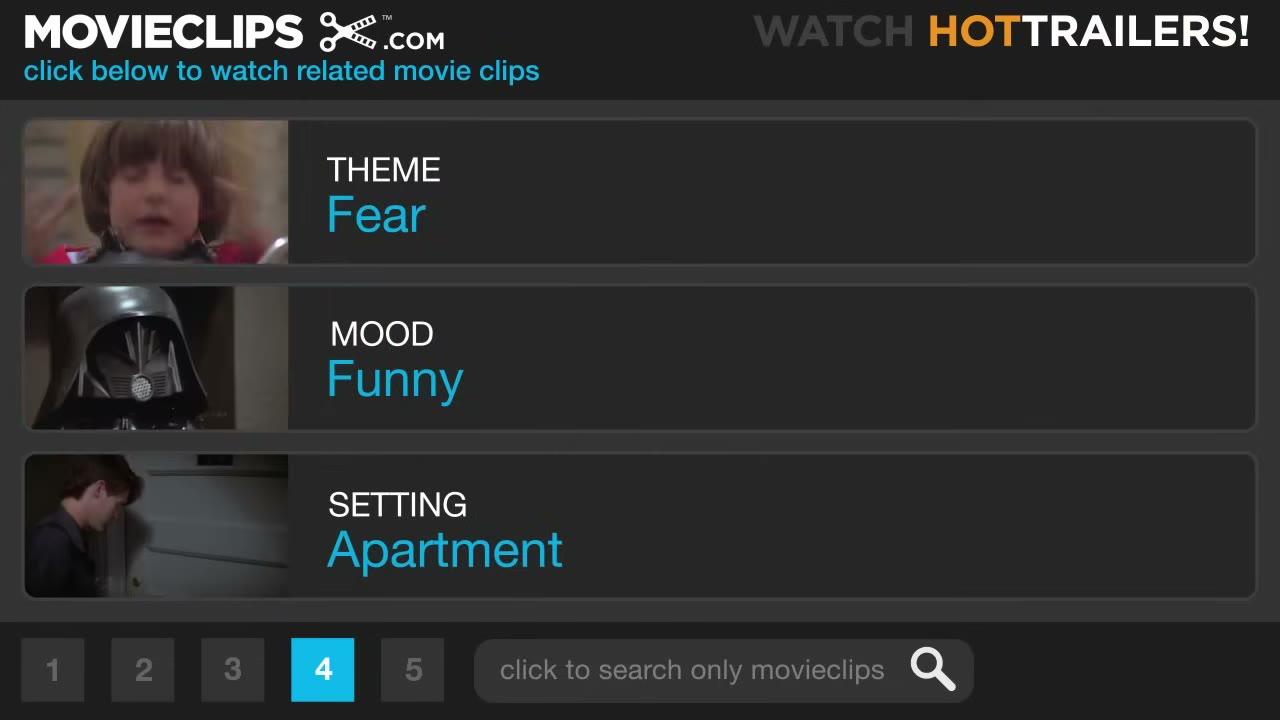 MOVIECLIPS ™ .COM
WATCH HOTTRAILERS!
click below to watch related movie clips
THEME
Fear
MOOD
Funny
SETTING
Apartment
1 2 3 4 5 click to search only movieclips